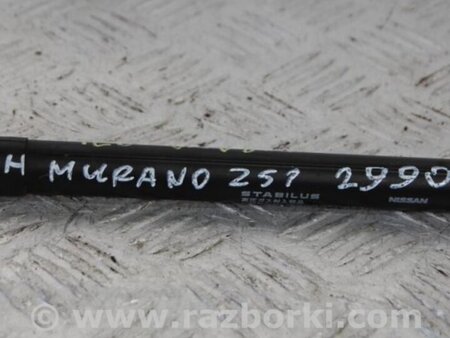 H MURANO Z51 2990
STABILUS
NISSAN
© www.razborki.com